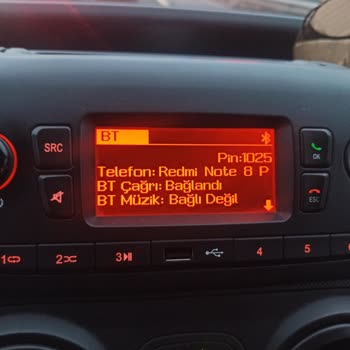 BT
Pin:1025
Telefon: Redmi Note 8 P
BT Çağrı: Bağlandı
BT Müzik: Bağlı Değil
SRC
OK
ESC
1
2
3
4
5